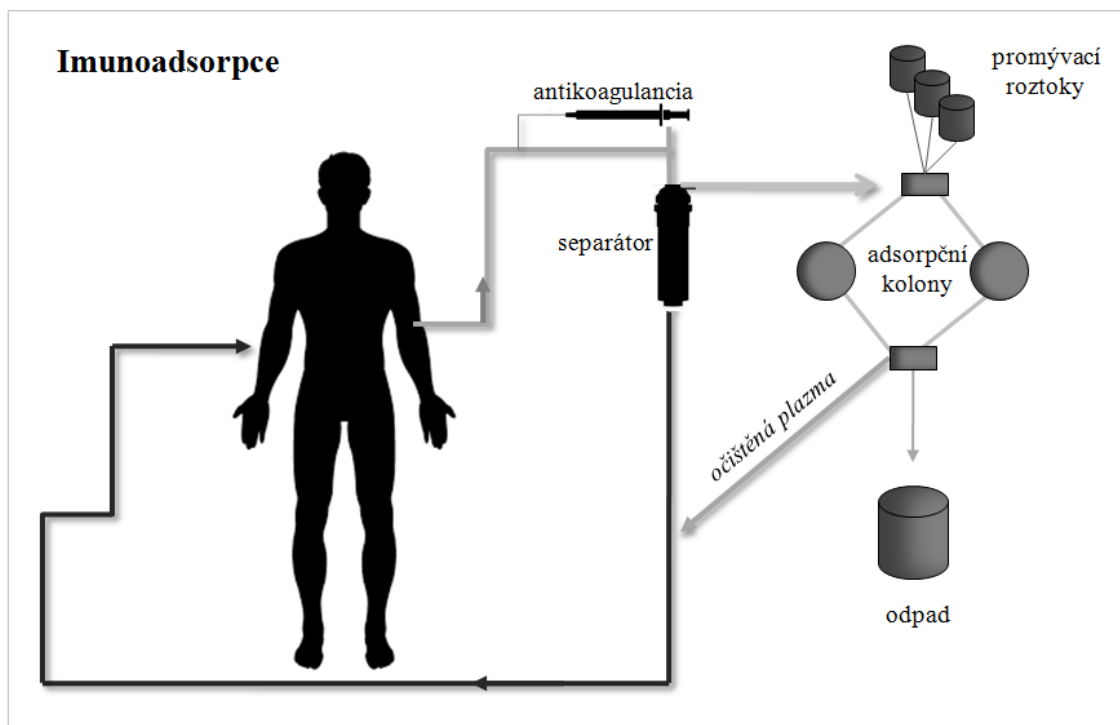 Imunoadsorpce
antikoagulancia
promývací
roztoky
separátor
adsorpční
kolony
očištěná plazma
odpad